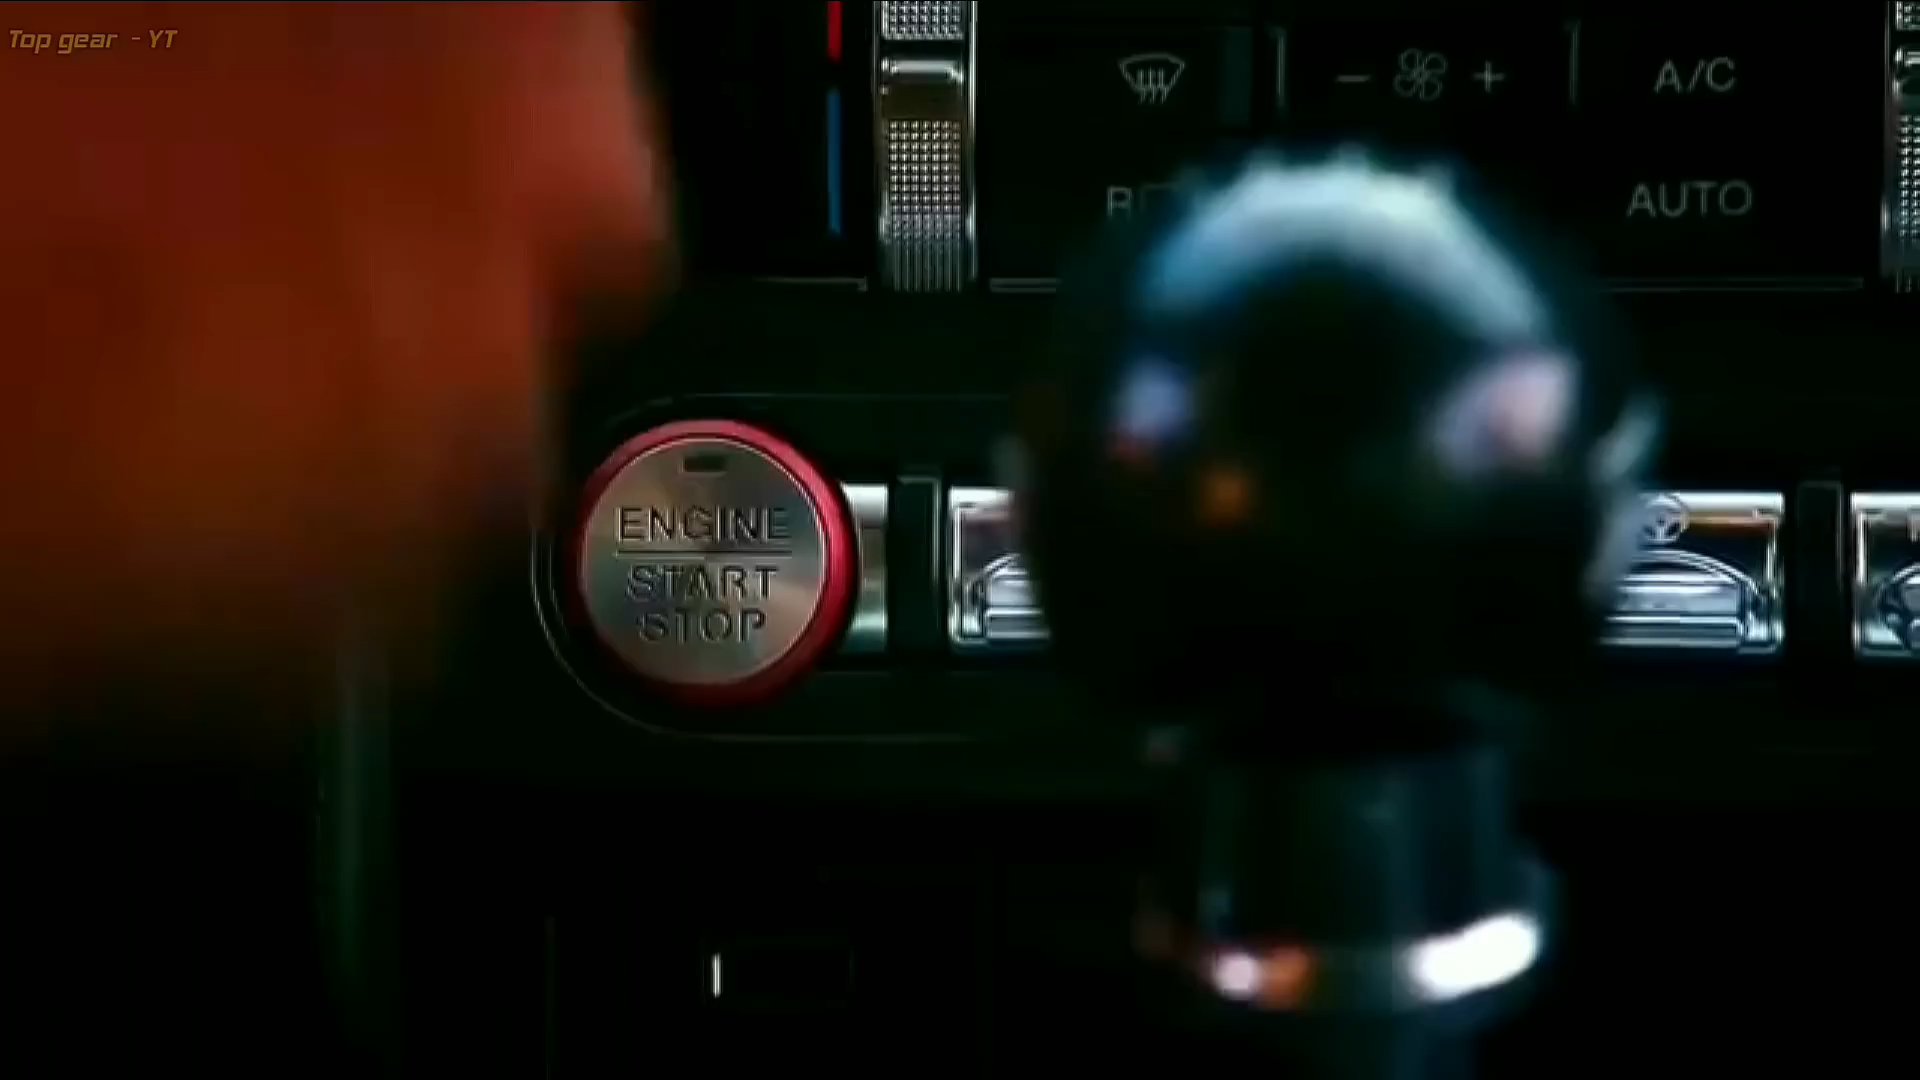 Top gear - YT
A/C
AUTO
ENGINE
START
STOP